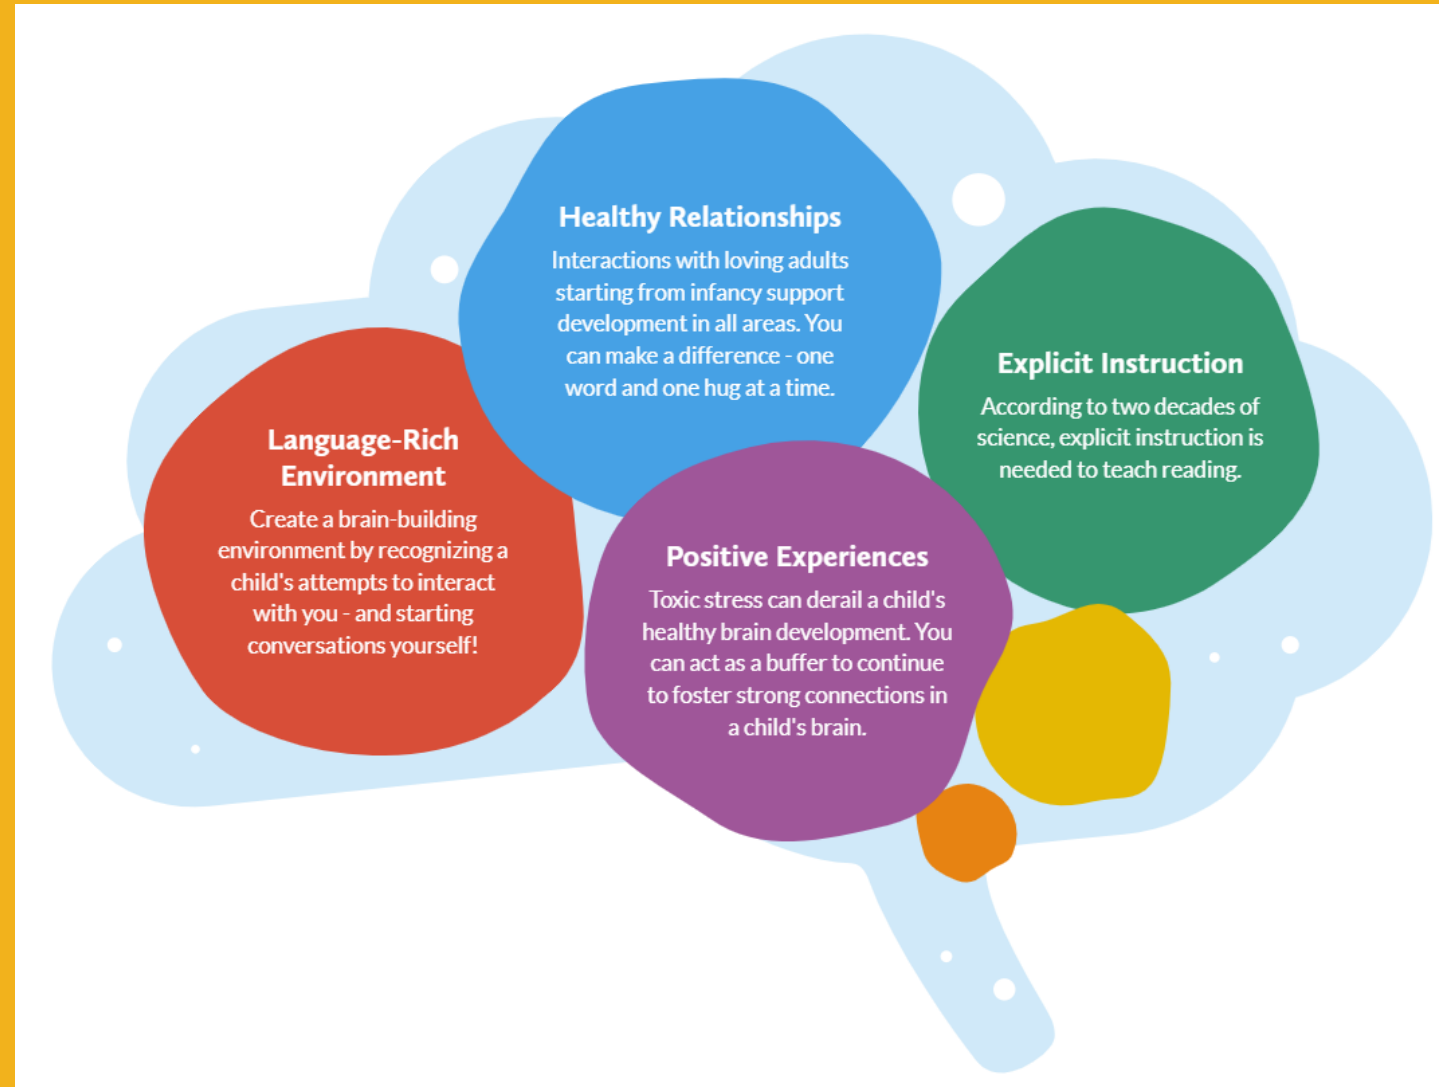 Healthy Relationships
Interactions with loving adults
starting from infancy support
development in all areas. You
can make a difference - one
word and one hug at a time.
Explicit Instruction
According to two decades of
science, explicit instruction is
needed to teach reading.
Language-Rich
Environment
Create a brain-building
environment by recognizing a
child's attempts to interact
with you - and starting
conversations yourself!
Positive Experiences
Toxic stress can derail a child's
healthy brain development. You
can act as a buffer to continue
to foster strong connections in
a child's brain.